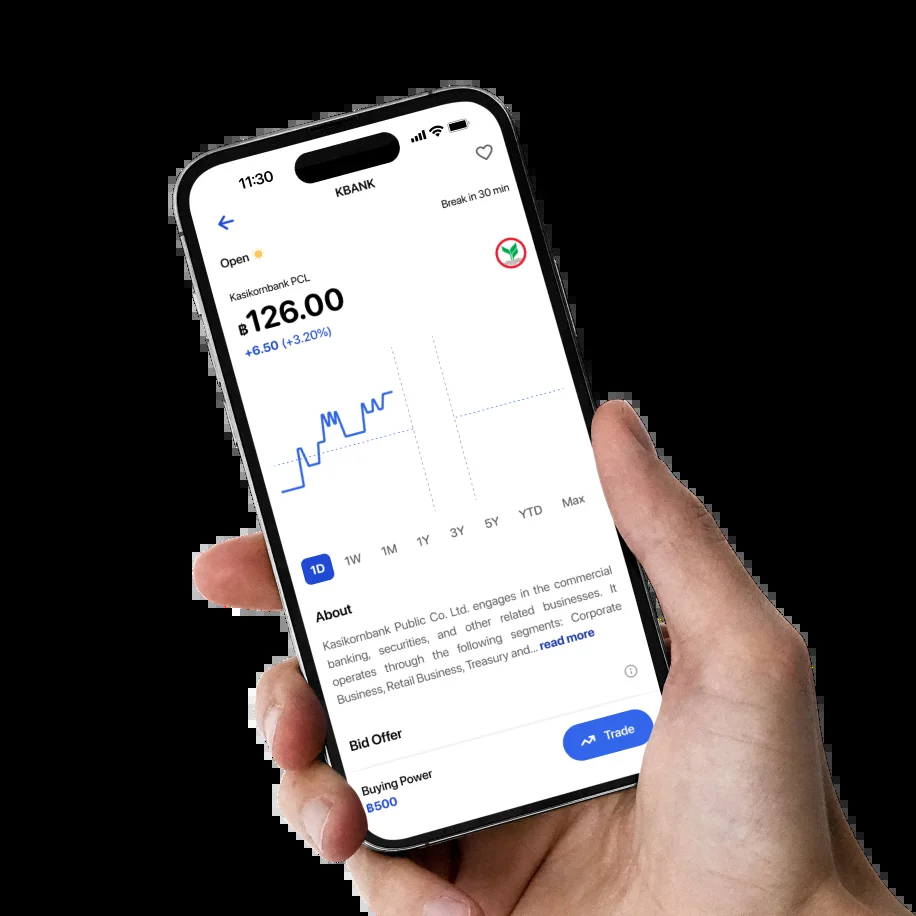 11:30
KBANK
Break in 30 min
Open
Kasikornbank PCL
฿126.00
+6.50 (+3.20%)
1D 1W 1M 1Y 3Y 5Y YTD Max
About
Kasikornbank Public Co. Ltd. engages in the commercial
banking, securities, and other related businesses. It
operates through the following segments: Corporate
Business, Retail Business, Treasury and... read more
Bid Offer
Buying Power
฿500
Trade